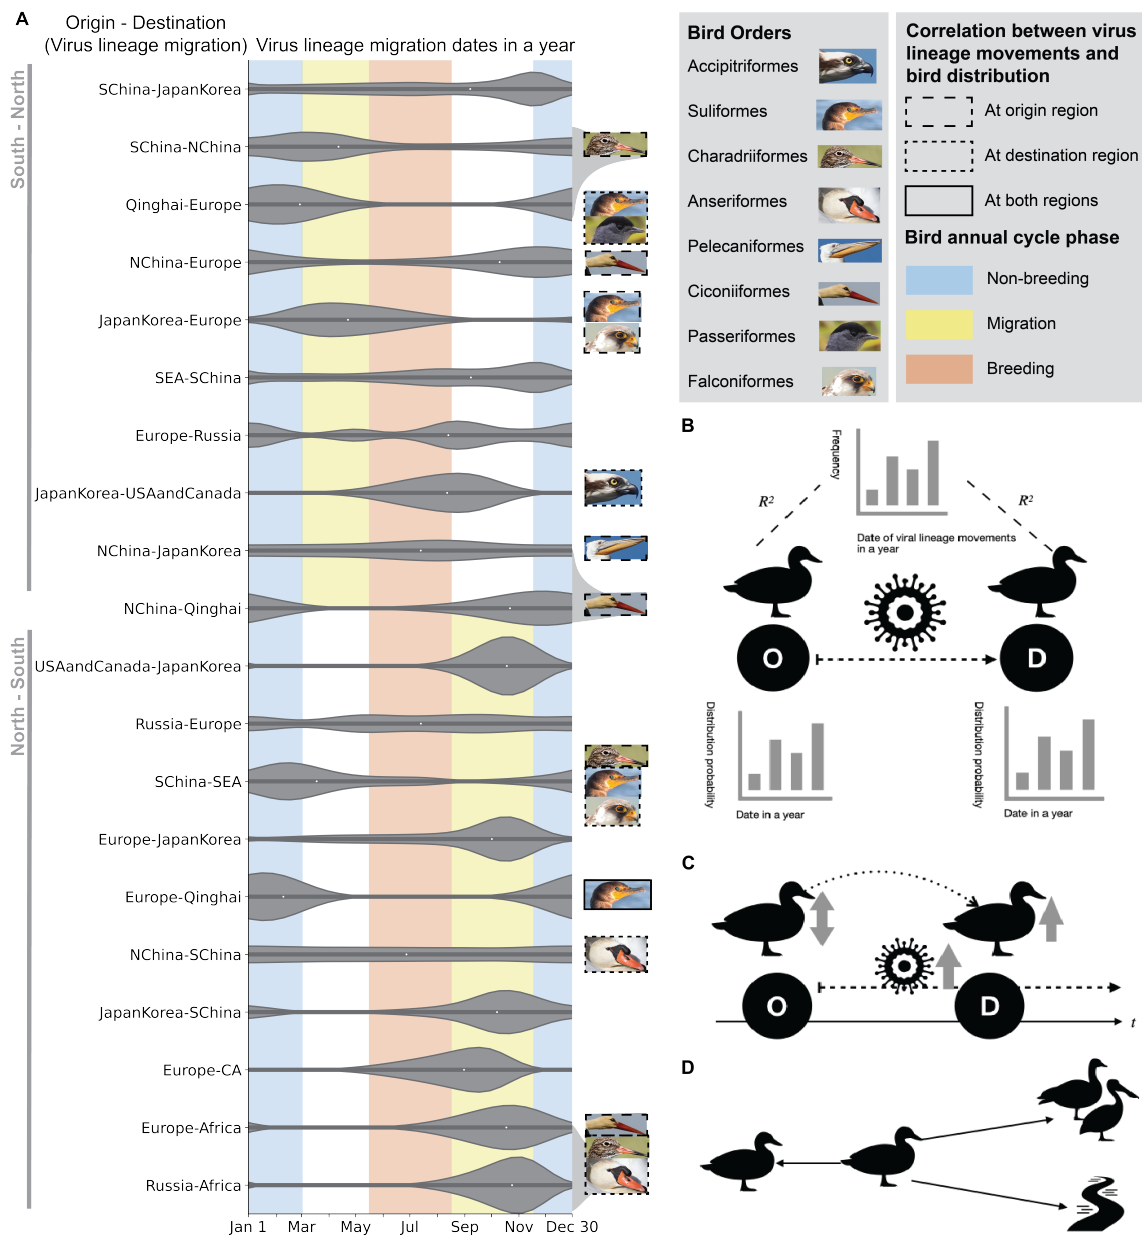 A
Origin - Destination
(Virus lineage migration)
Virus lineage migration dates in a year
South - North
SChina-JapanKorea
SChina-NChina
Qinghai-Europe
NChina-Europe
JapanKorea-Europe
SEA-SChina
Europe-Russia
JapanKorea-USAandCanada
NChina-JapanKorea
NChina-Qinghai
North - South
USAandCanada-JapanKorea
Russia-Europe
SChina-SEA
Europe-JapanKorea
Europe-Qinghai
NChina-SChina
JapanKorea-SChina
Europe-CA
Europe-Africa
Russia-Africa
Jan 1
Mar
May
Jul
Sep
Nov
Dec 30
Bird Orders
Accipitriformes
Suliformes
Charadriiformes
Anseriformes
Pelecaniformes
Ciconiiformes
Passeriformes
Falconiformes
Correlation between virus
lineage movements and
bird distribution
At origin region
At destination region
At both regions
Bird annual cycle phase
Non-breeding
Migration
Breeding
B
Frequency
Date of viral lineage movements
in a year
R²
R²
O
D
Distribution probability
Date in a year
Distribution probability
Date in a year
C
O
D
t
D